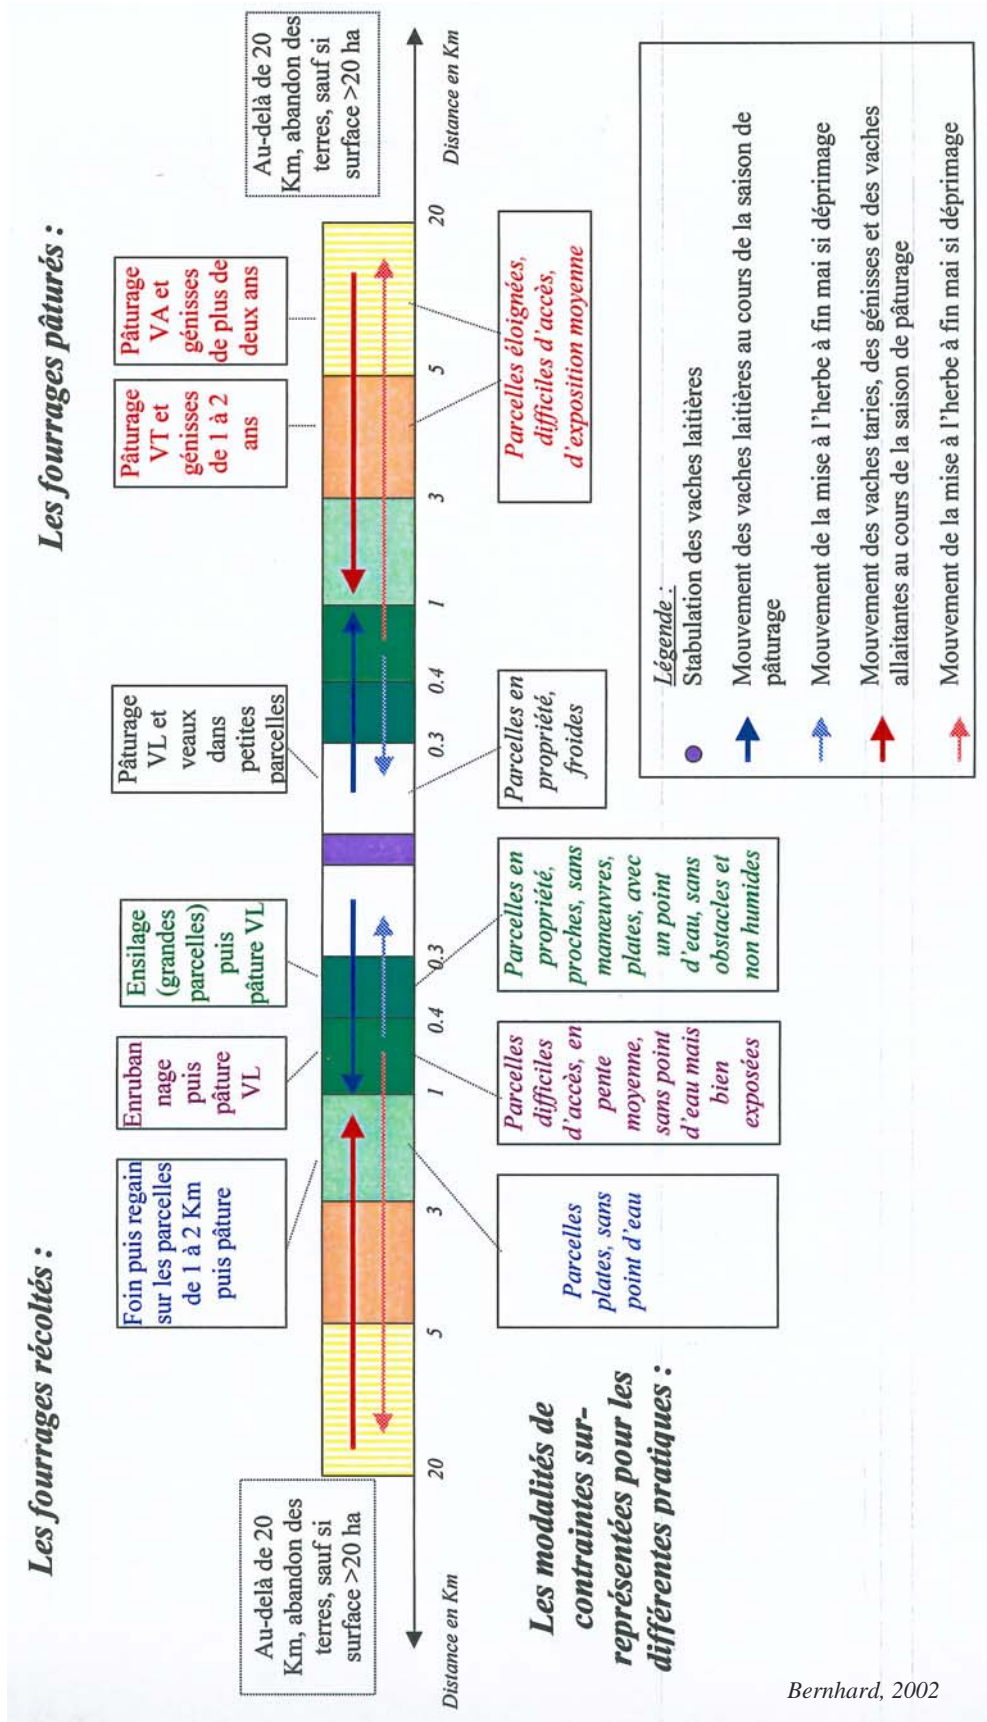 Les fourrages récoltés :
Les fourrages pâturés :
Foin puis regain
sur les parcelles
de 1 à 2 Km
puis pâture
Enruban
nage
puis
pâture
VL
Ensilage
(grandes
parcelles)
puis
pâture VL
Pâturage
VL et
veaux
dans
petites
parcelles
Pâturage
VT et
génisses
de 1 à 2
ans
Pâturage
VA et
génisses
de plus de
deux ans
Au-delà de 20
Km, abandon des
terres, sauf si
surface >20 ha
Au-delà de 20
Km, abandon des
terres, sauf si
surface >20 ha
Distance en Km
20
5
3
1
0.4
0.3
0.3
0.4
1
3
5
20
Distance en Km
Les modalités de
contraintes sur-
représentées pour les
différentes pratiques :
Parcelles
plates, sans
point d'eau
Parcelles
difficiles
d'accès, en
pente
moyenne,
sans point
d'eau mais
bien
exposées
Parcelles en
propriété,
proches, sans
manœuvres,
plates, avec
un point
d'eau, sans
obstacles et
non humides
Parcelles en
propriété,
froides
Parcelles éloignées,
difficiles d'accès,
d'exposition moyenne
Légende :
Stabulation des vaches laitières
Mouvement des vaches laitières au cours de la saison de
pâturage
Mouvement de la mise à l'herbe à fin mai si déprimage
Mouvement des vaches taries, des génisses et des vaches
allaitantes au cours de la saison de pâturage
Mouvement de la mise à l'herbe à fin mai si déprimage
Bernhard, 2002